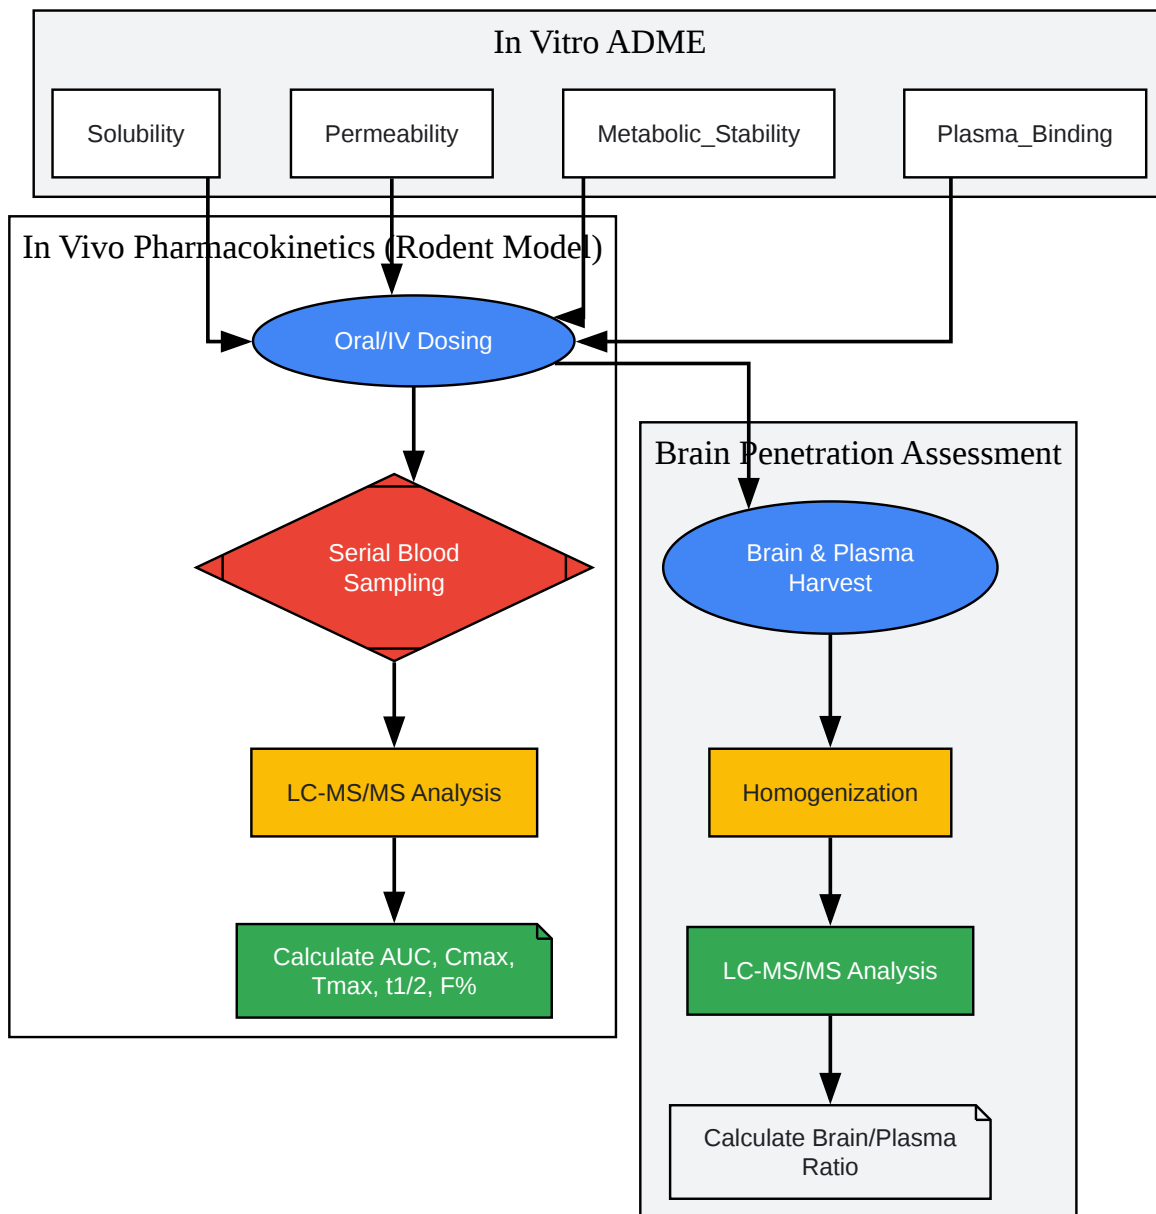 In Vitro ADME
Solubility
Permeability
Metabolic_Stability
Plasma_Binding
In Vivo Pharmacokinetics (Rodent Model)
Oral/IV Dosing
Serial Blood
Sampling
LC-MS/MS Analysis
Calculate AUC, Cmax,
Tmax, t1/2, F%
Brain Penetration Assessment
Brain & Plasma
Harvest
Homogenization
LC-MS/MS Analysis
Calculate Brain/Plasma
Ratio